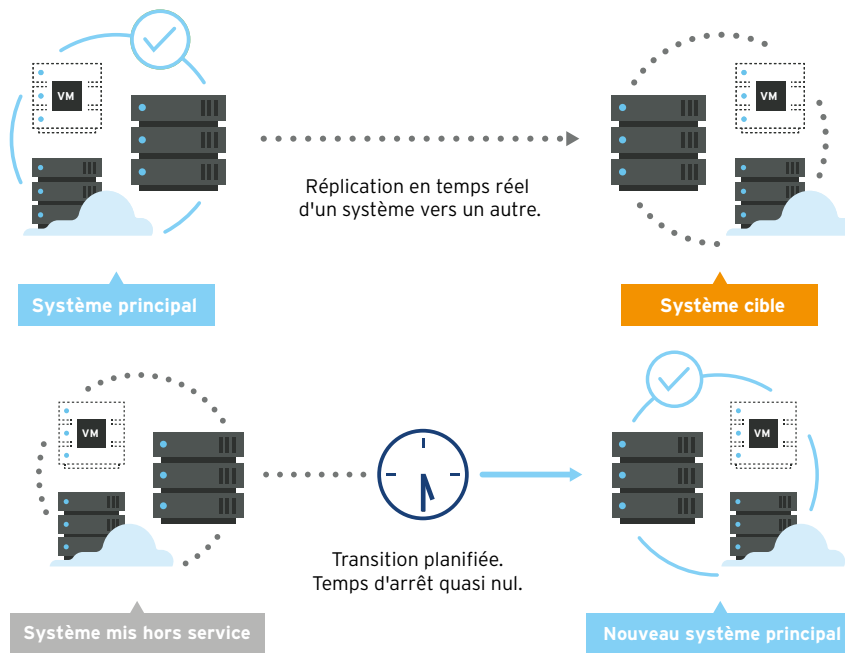 VM
VM
Réplication en temps réel
d'un système vers un autre.
Système principal
Système cible
VM
VM
Transition planifiée.
Temps d'arrêt quasi nul.
Système mis hors service
Nouveau système principal